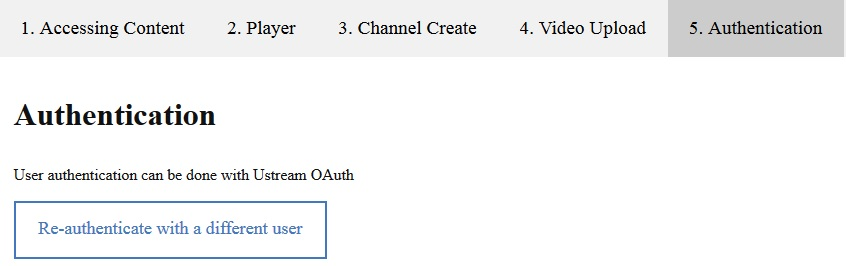 1. Accessing Content 2. Player 3. Channel Create 4. Video Upload 5. Authentication
Authentication
User authentication can be done with Ustream OAuth
Re-authenticate with a different user